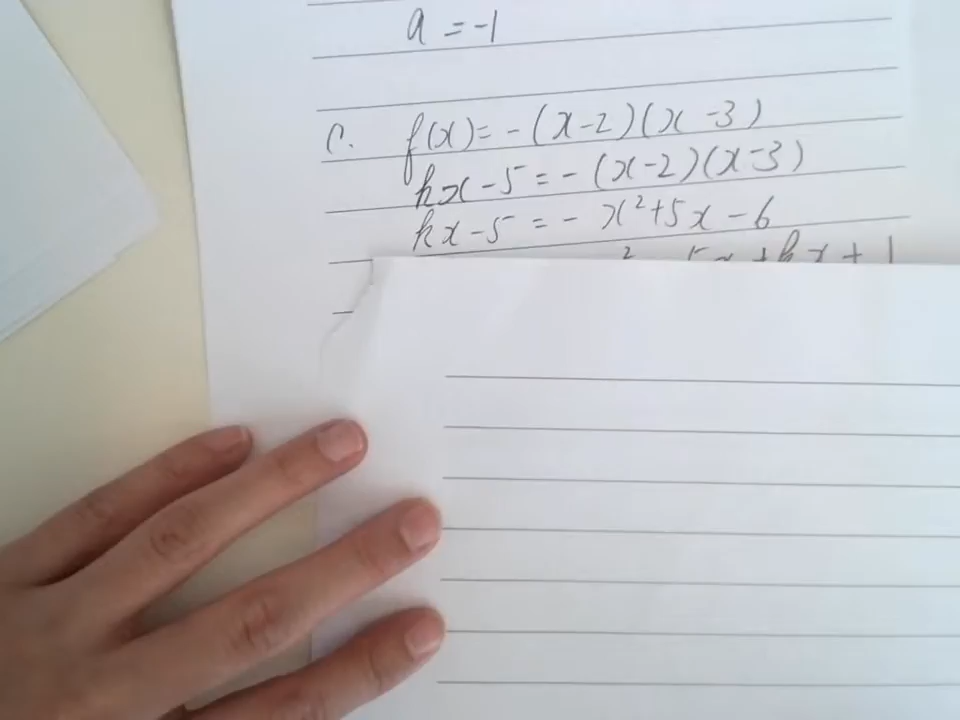 a = -1
c. f(x) = -(x-2)(x-3)
kx - 5 = -(x-2)(x-3)
kx - 5 = - x² + 5x - 6